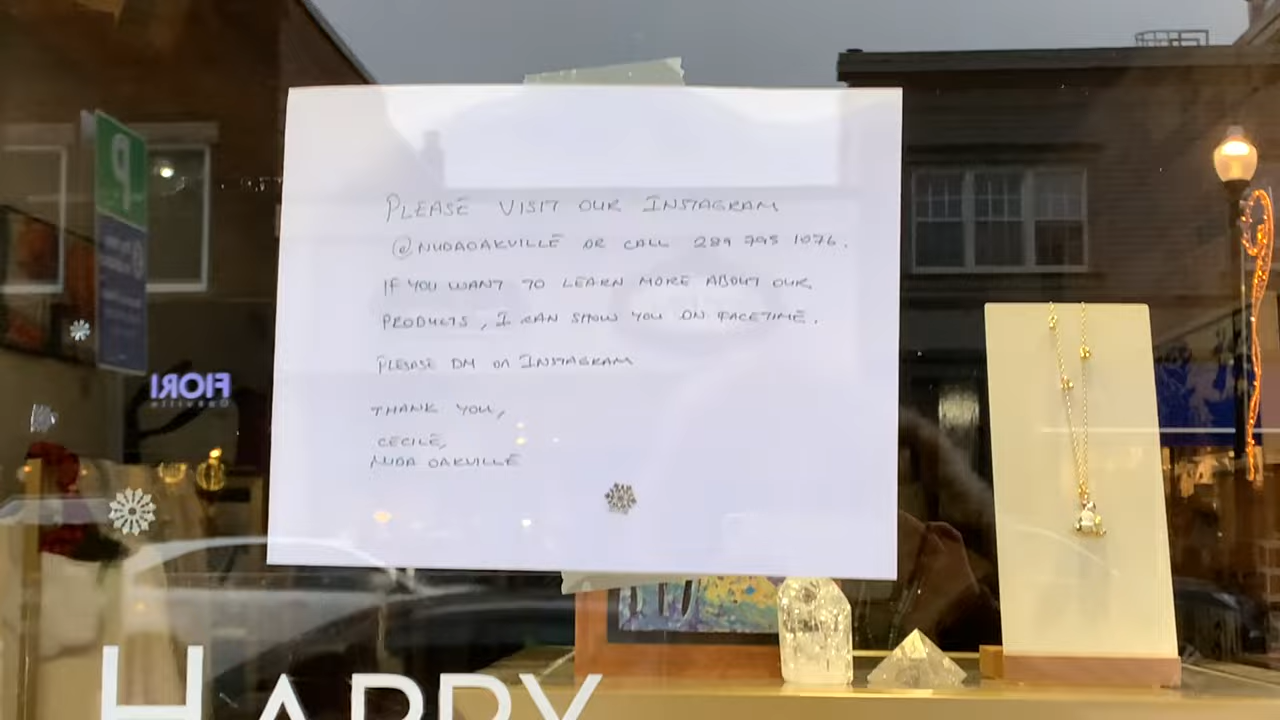 PLEASE VISIT OUR INSTAGRAM
@NUDAOAKVILLE OR CALL 289 795 1076.
IF YOU WANT TO LEARN MORE ABOUT OUR
PRODUCTS, I CAN SHOW YOU ON FACETIME.
PLEASE DM ON INSTAGRAM
THANK YOU,
CECILE,
NUDA OAKVILLE
P
FIORI
Oakville
HAPPY